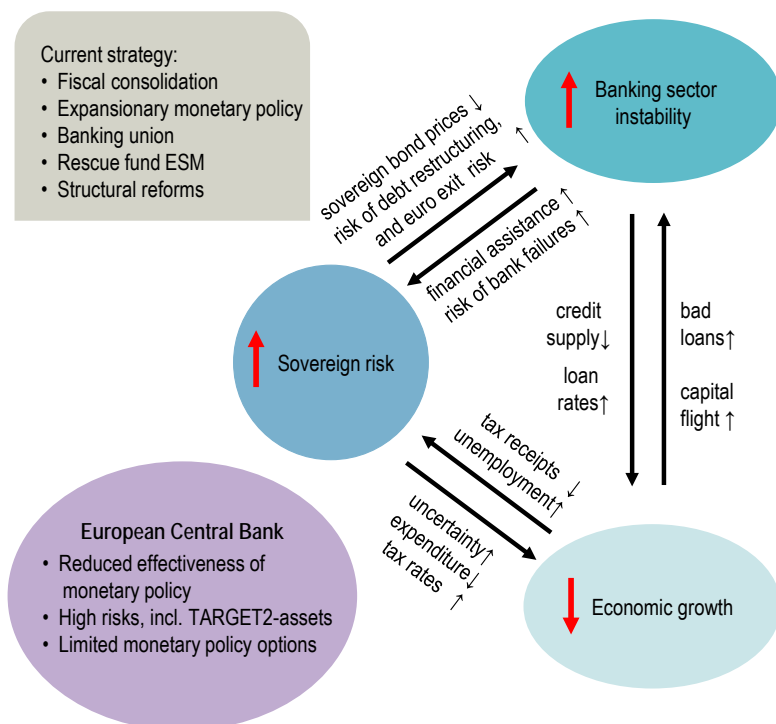 Current strategy:
• Fiscal consolidation
• Expansionary monetary policy
• Banking union
• Rescue fund ESM
• Structural reforms
↑ Banking sector
instability
sovereign bond prices ↓
risk of debt restructuring, ↑
and euro exit risk
financial assistance ↑
risk of bank failures ↑
credit
supply↓
loan
rates↑
bad
loans↑
capital
flight ↑
↑ Sovereign risk
tax receipts ↓
unemployment↑
uncertainty↑
expenditure↓
tax rates ↑
European Central Bank
• Reduced effectiveness of
monetary policy
• High risks, incl. TARGET2-assets
• Limited monetary policy options
↓ Economic growth